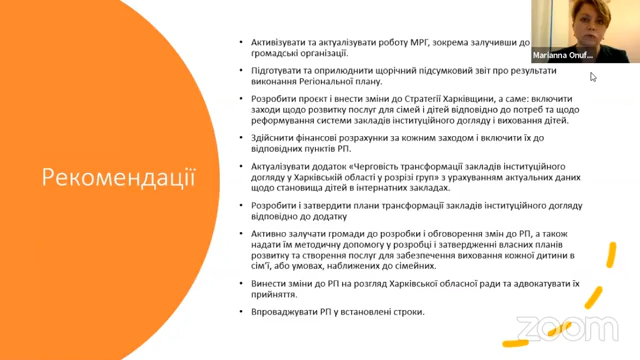 Рекомендації
Активізувати та актуалізувати роботу МРГ, зокрема залучивши до
громадські організації.
Підготувати та оприлюднити щорічний підсумковий звіт про результати
виконання Регіональної плану.
Розробити проєкт і внести зміни до Стратегії Харківщини, а саме: включити
заходи щодо розвитку послуг для сімей і дітей відповідно до потреб та щодо
реформування системи закладів інституційного догляду і виховання дітей.
Здійснити фінансові розрахунки за кожним заходом і включити їх до
відповідних пунктів РП.
Актуалізувати додаток «Черговість трансформації закладів інституційного
догляду у Харківській області у розрізі груп» з урахуванням актуальних даних
щодо становища дітей в інтернатних закладах.
Розробити і затвердити плани трансформації закладів інституційного догляду
відповідно до додатку
Активно залучати громади до розробки і обговорення змін до РП, а також
надати їм методичну допомогу у розробці і затвердженні власних планів
розвитку та створення послуг для забезпечення виховання кожної дитини в
сім’ї, або умовах, наближених до сімейних.
Винести зміни до РП на розгляд Харківської обласної ради та адвокатувати їх
прийняття.
Впроваджувати РП у встановлені строки.
Marianna Onuf...
zoom